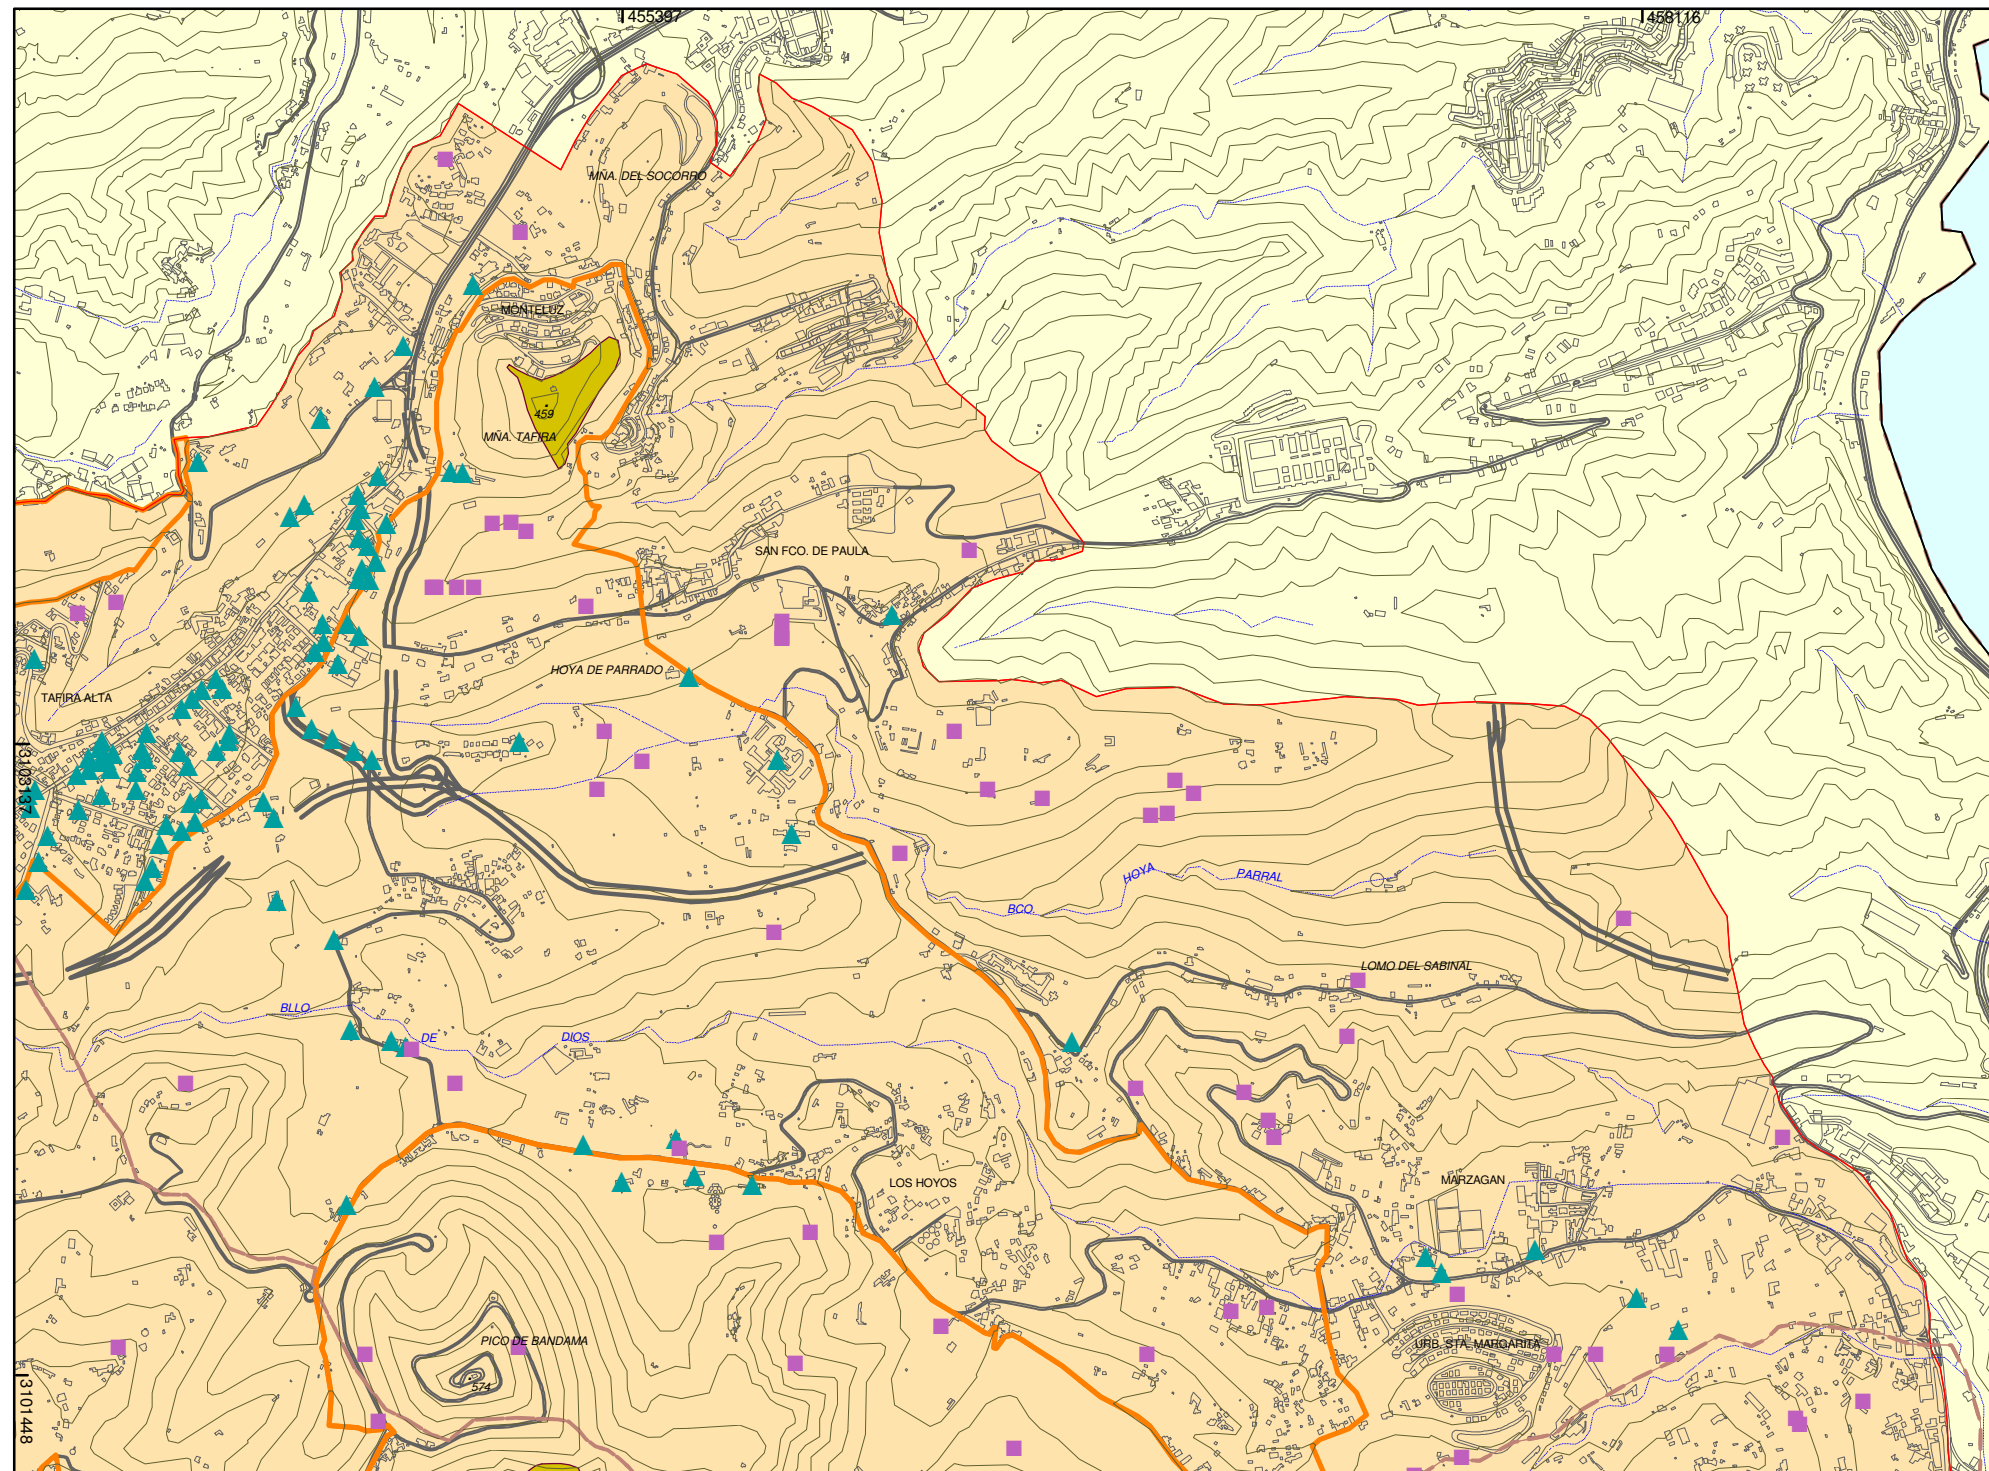 455397
458116
MÑA. DEL SOCORRO
MONTELUZ
459
MÑA. TAFIRA
SAN FCO. DE PAULA
HOYA DE PARRADO
TAFIRA ALTA
3103137
HOYA
PARRAL
BCO.
LOMO DEL SABINAL
BLLO.
DE
DIOS
LOS HOYOS
MARZAGAN
PICO DE BANDAMA
URB. STA. MARGARITA
574
3101448